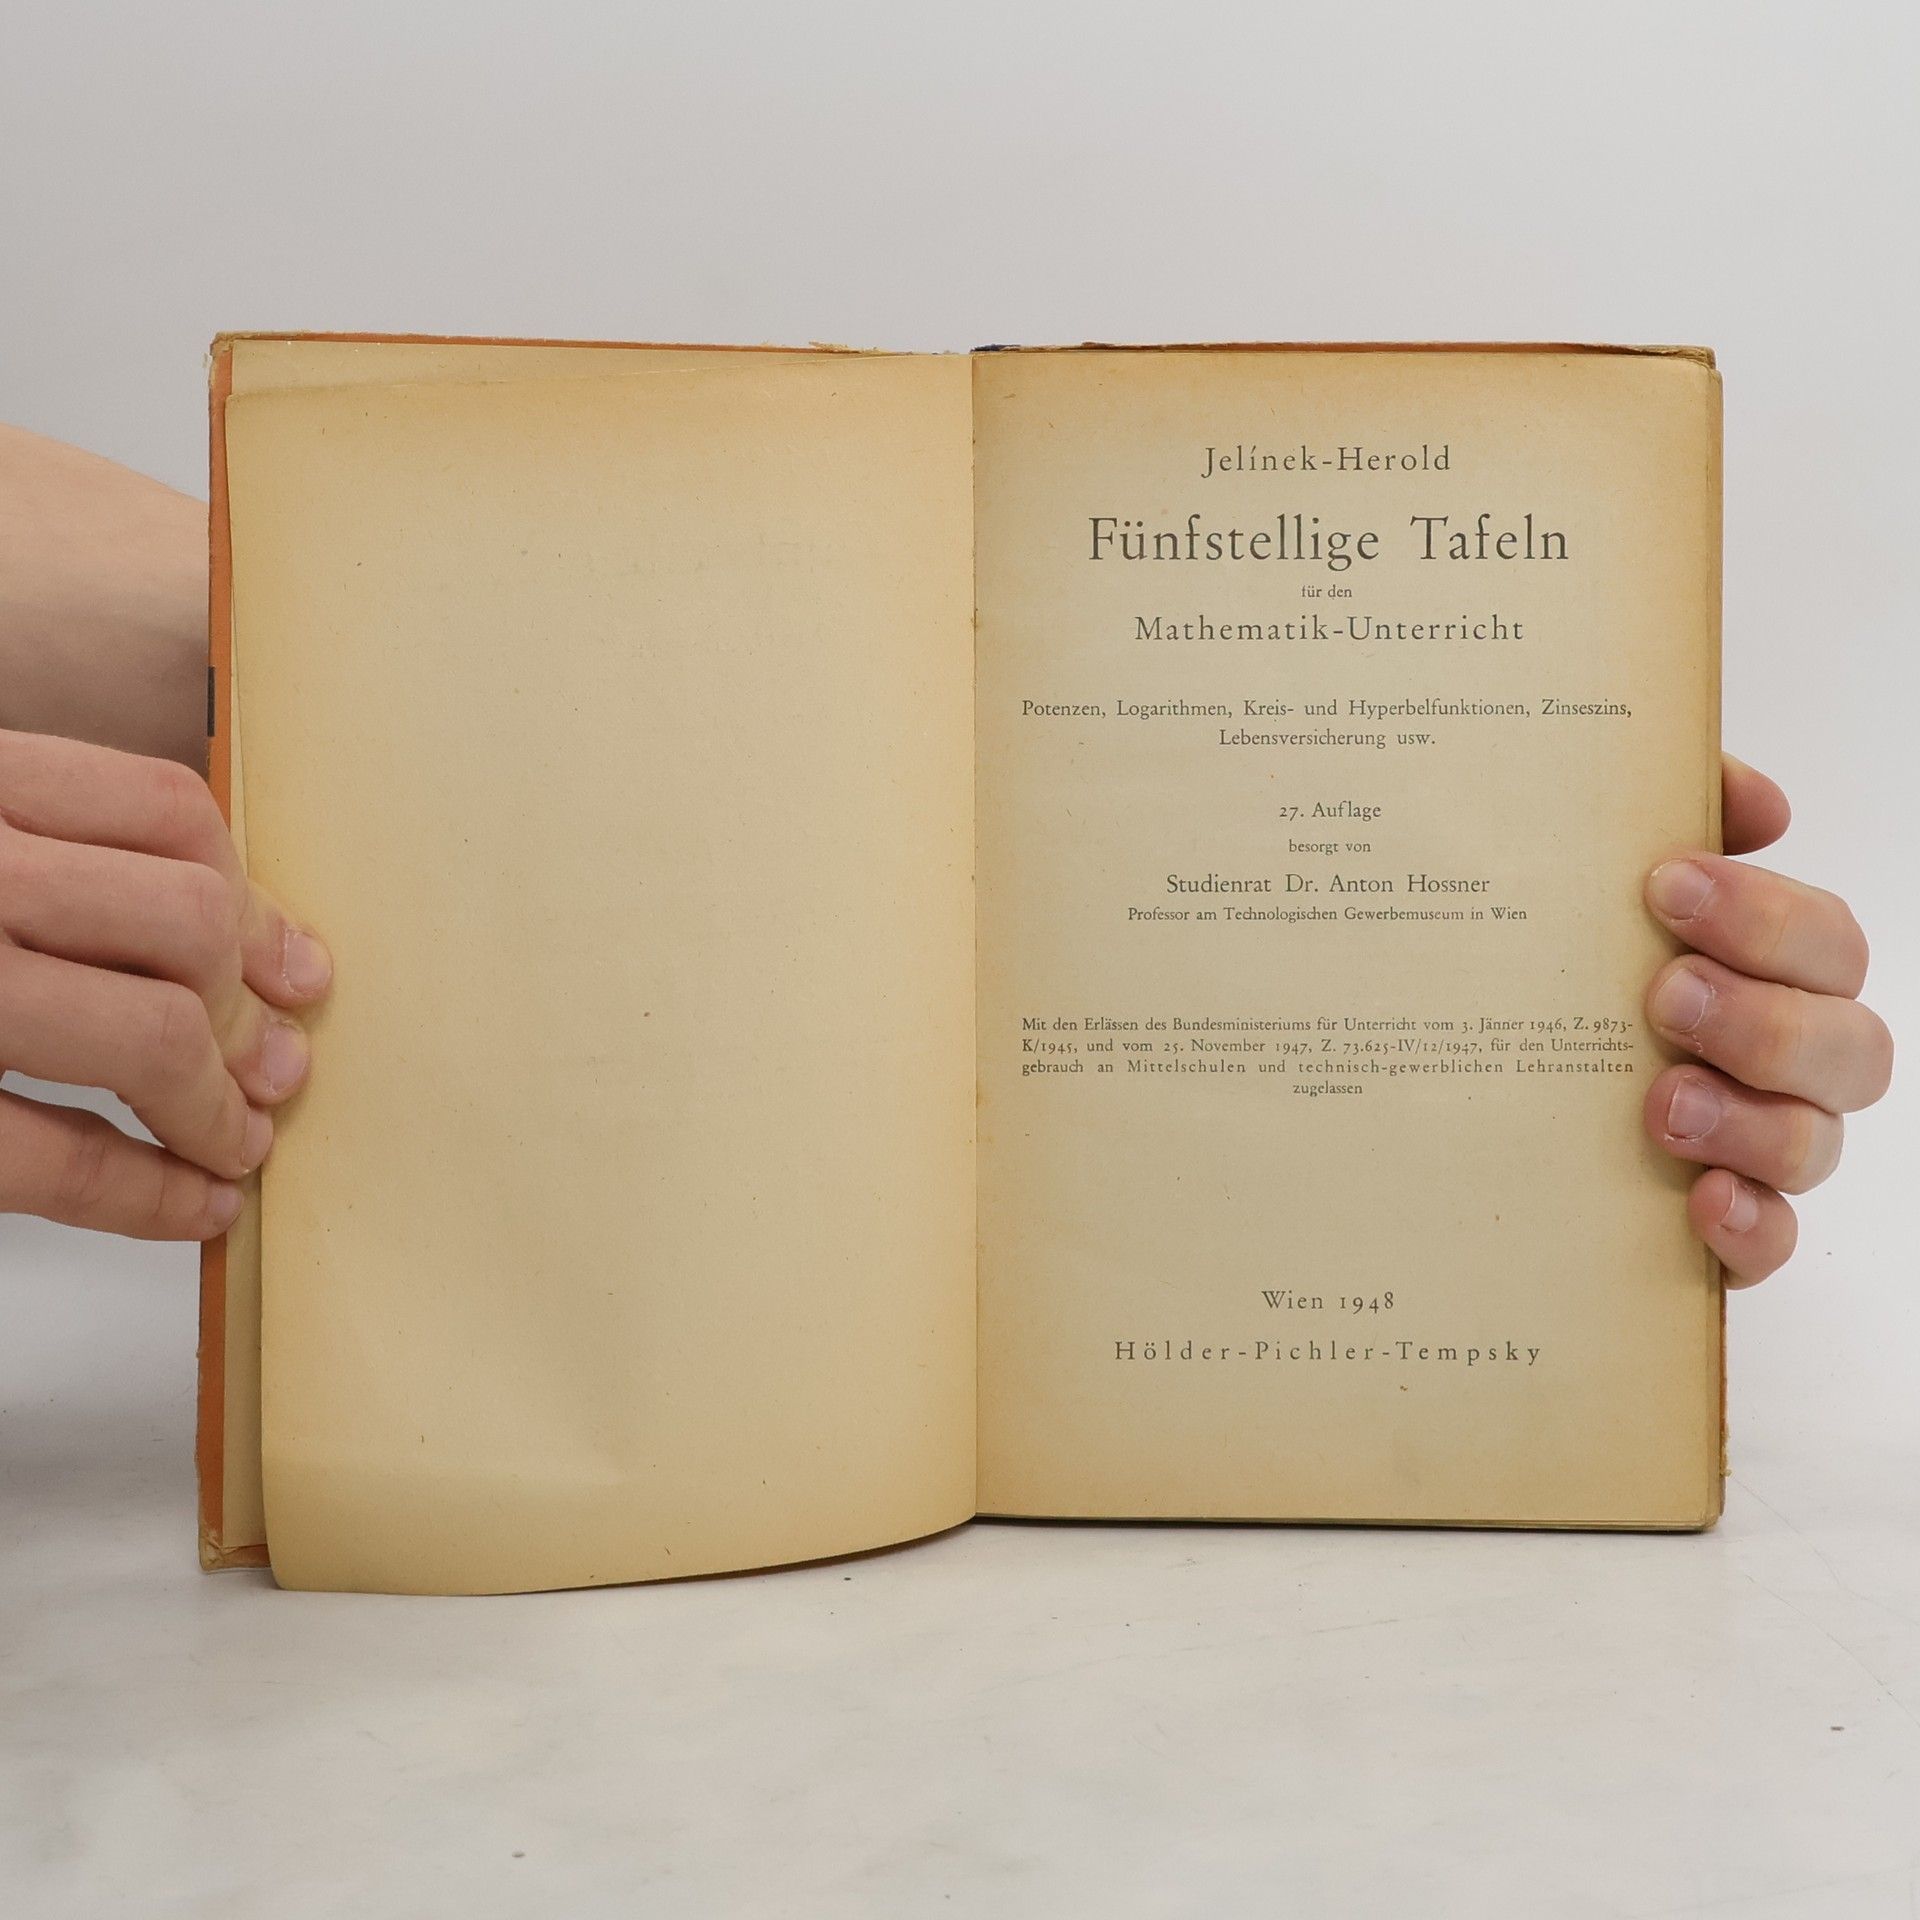 Jelínek-Herold
Fünfstellige Tafeln
für den
Mathematik-Unterricht
Potenzen, Logarithmen, Kreis- und Hyperbelfunktionen, Zinseszins,
Lebensversicherung usw.
27. Auflage
besorgt von
Studienrat Dr. Anton Hossner
Professor am Technologischen Gewerbemuseum in Wien
Mit den Erlässen des Bundesministeriums für Unterricht vom 3. Jänner 1946, Z. 9873-
K/1945, und vom 25. November 1947, Z. 73.625-IV/12/1947, für den Unterrichts-
gebrauch an Mittelschulen und technisch-gewerblichen Lehranstalten
zugelassen
Wien 1948
Hölder-Pichler-Tempsky